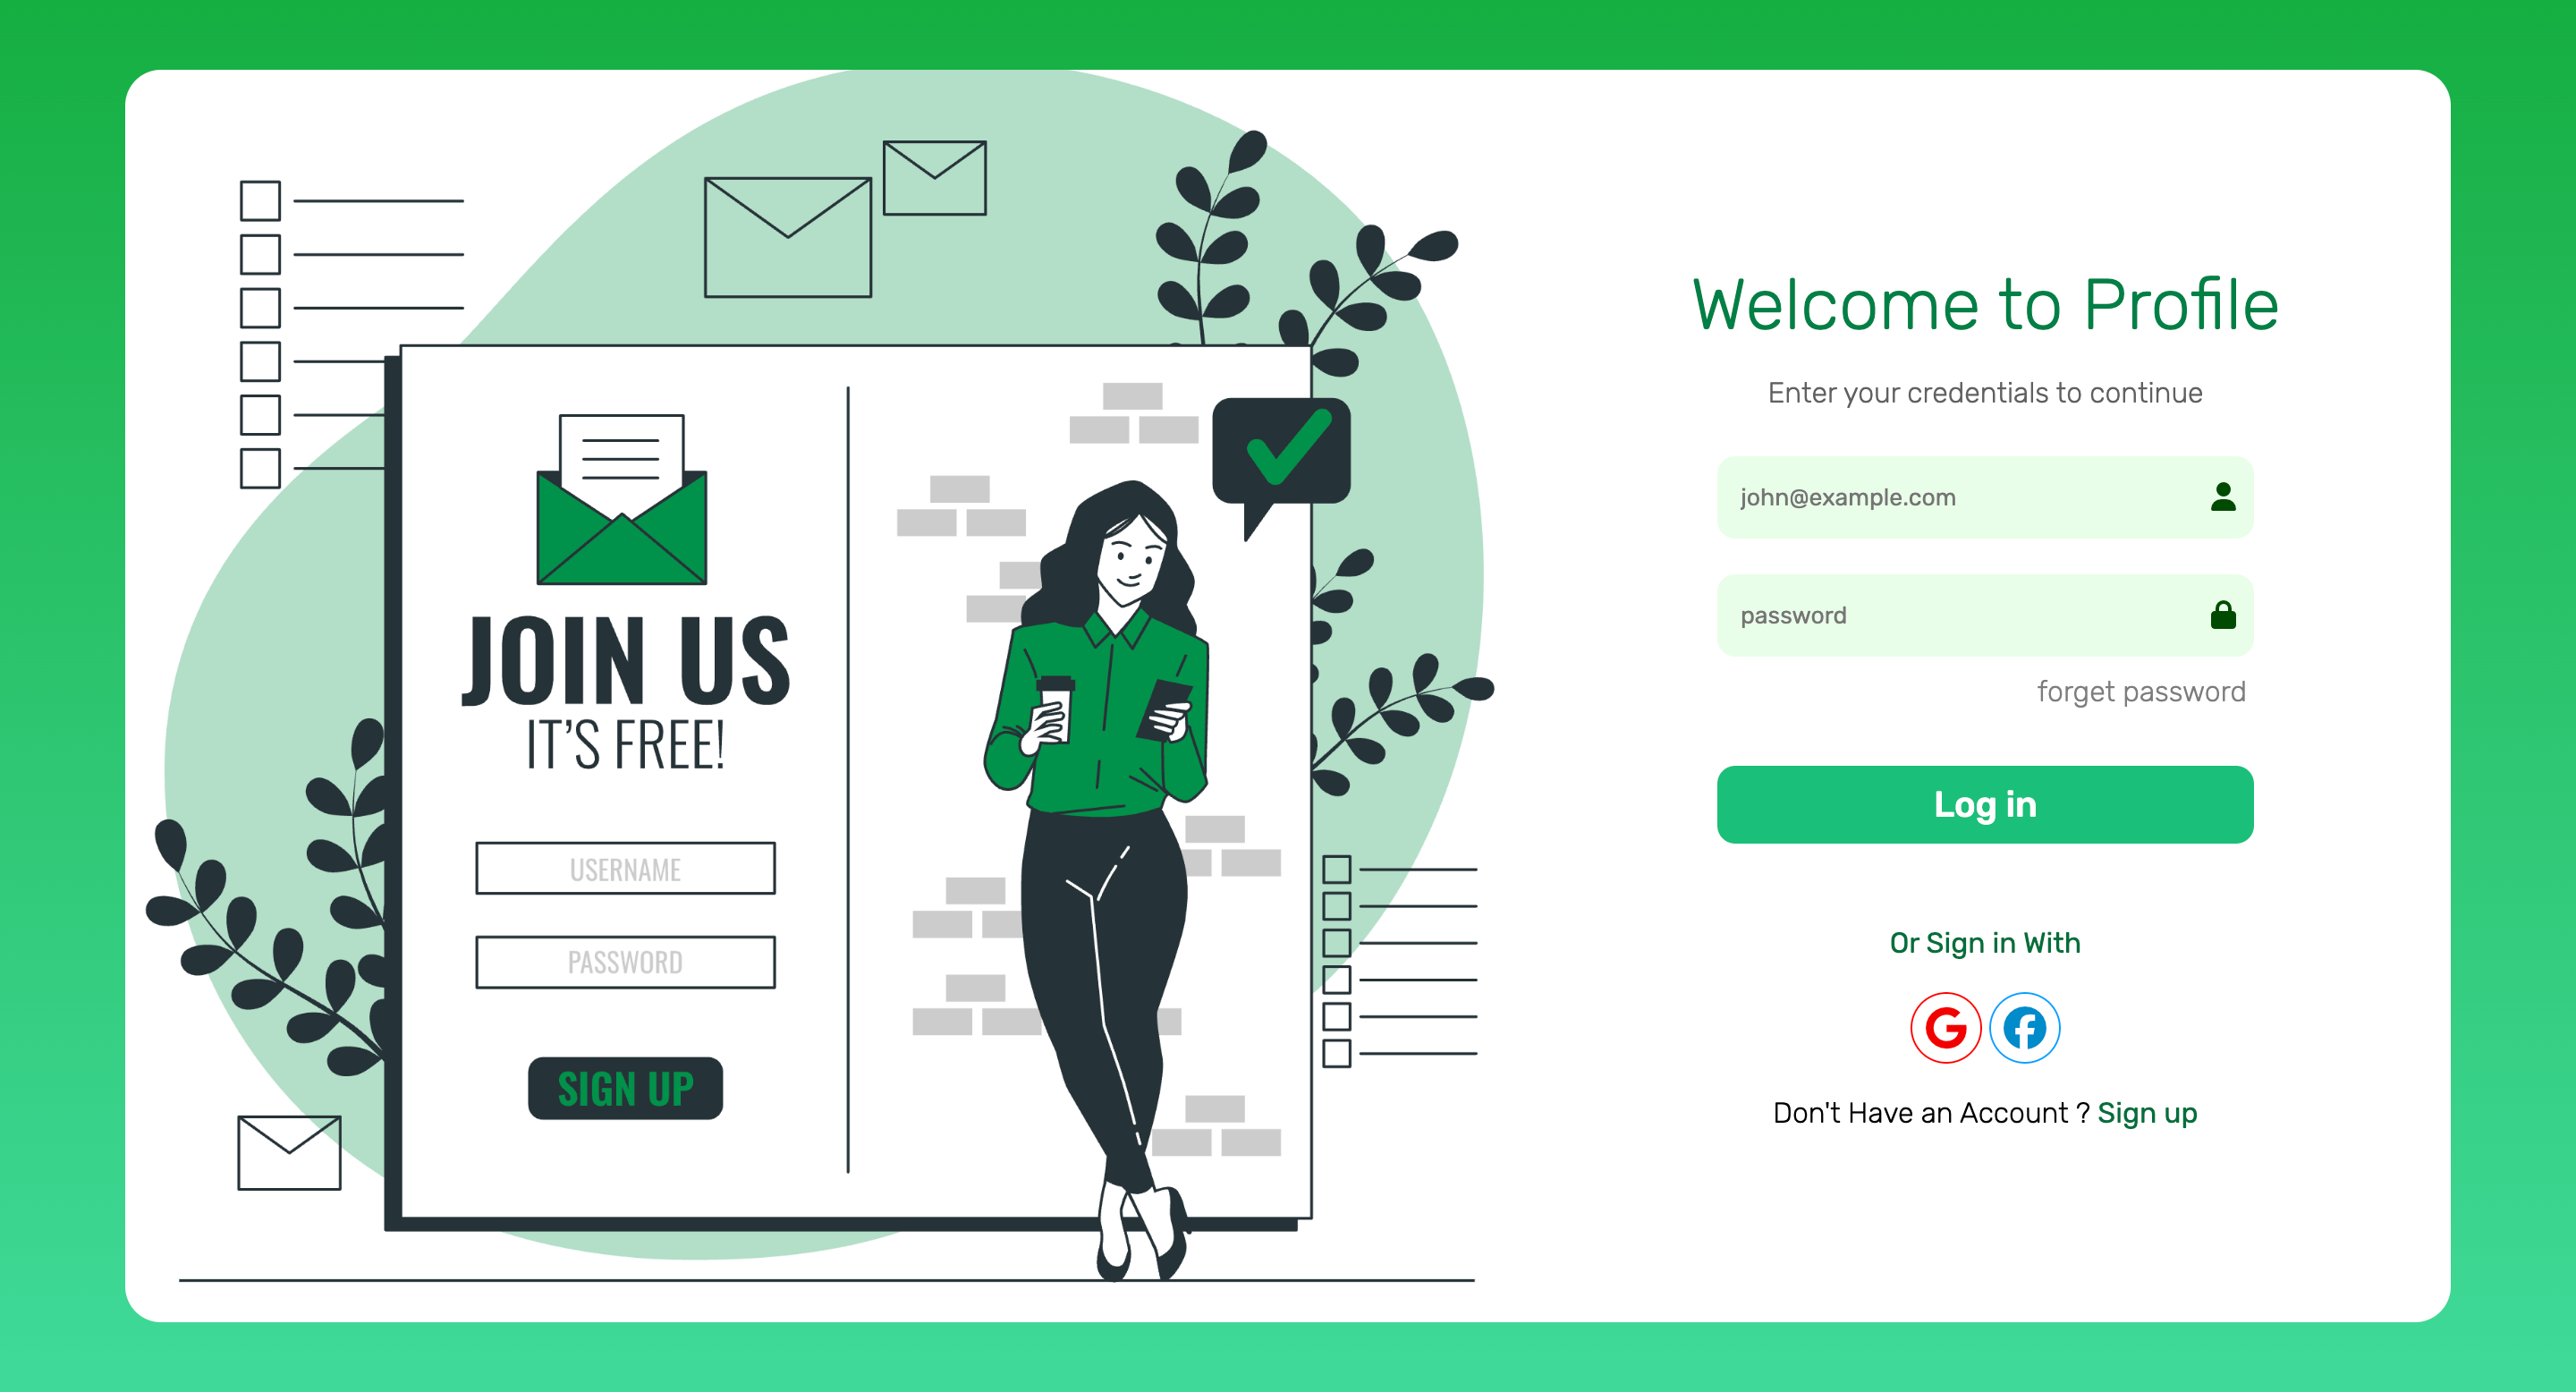 JOIN US
IT'S FREE!
USERNAME
PASSWORD
SIGN UP
Welcome to Profile
Enter your credentials to continue
john@example.com
password
forget password
Log in
Or Sign in With
Don't Have an Account ? Sign up